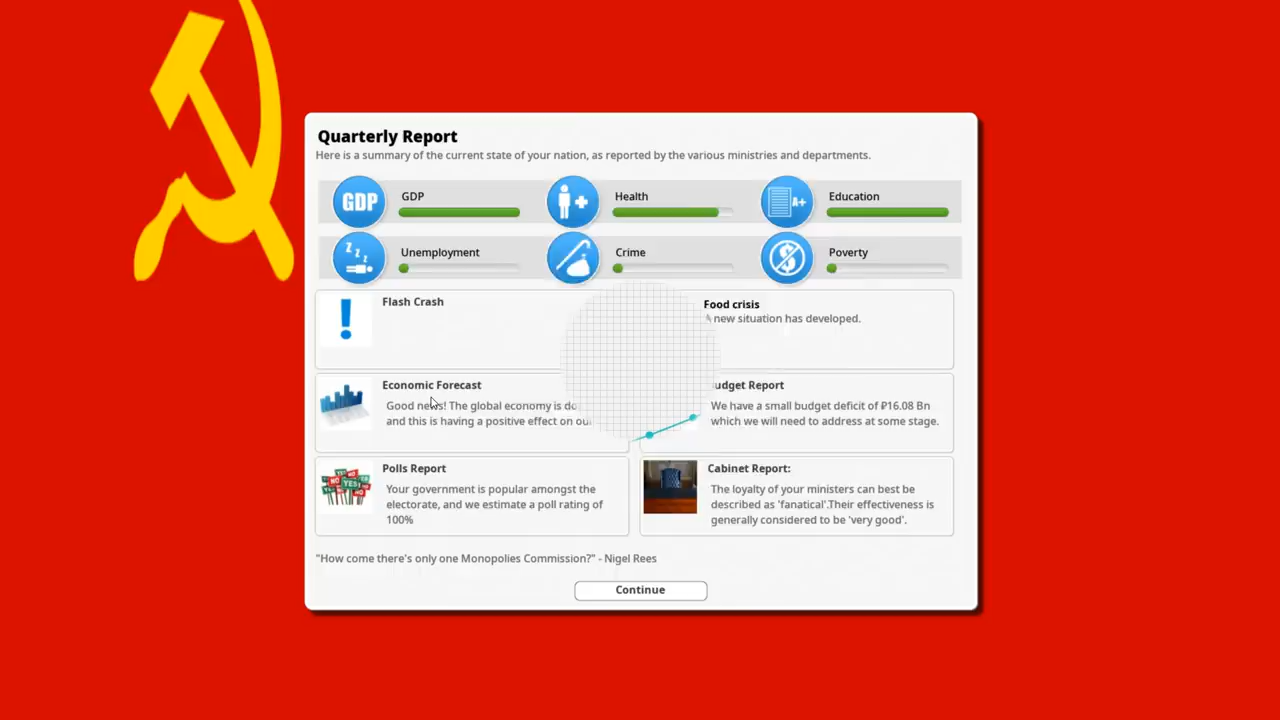 Quarterly Report
Here is a summary of the current state of your nation, as reported by the various ministries and departments.
GDP GDP Health A+ Education
Z Z Z Unemployment Crime $ Poverty
Flash Crash
Food crisis
new situation has developed.
Economic Forecast
Good news! The global economy is
and this is having a positive effect on
Report
We have a small budget deficit of ₽16.08 Bn
which we will need to address at some stage.
NO YES NO YES NO
Polls Report
Your government is popular amongst the
electorate, and we estimate a poll rating of
100%
Cabinet Report:
The loyalty of your ministers can best be
described as 'fanatical'.Their effectiveness is
generally considered to be 'very good'.
"How come there's only one Monopolies Commission?" - Nigel Rees
Continue